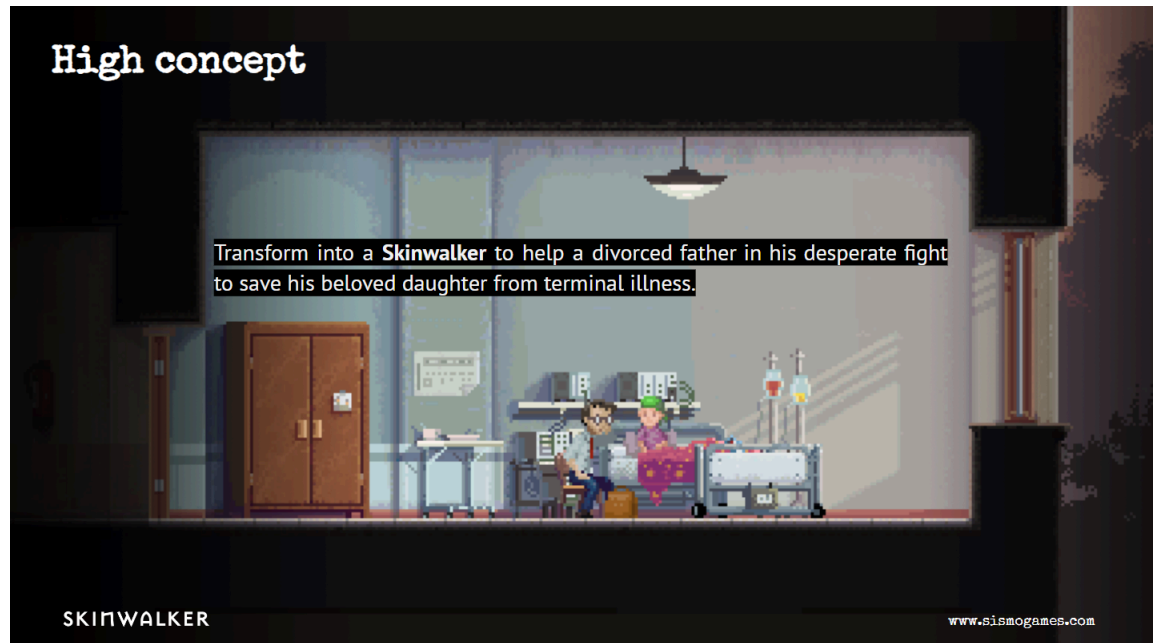 High concept
Transform into a Skinwalker to help a divorced father in his desperate fight
to save his beloved daughter from terminal illness.
SKINWALKER
www.sismogames.com